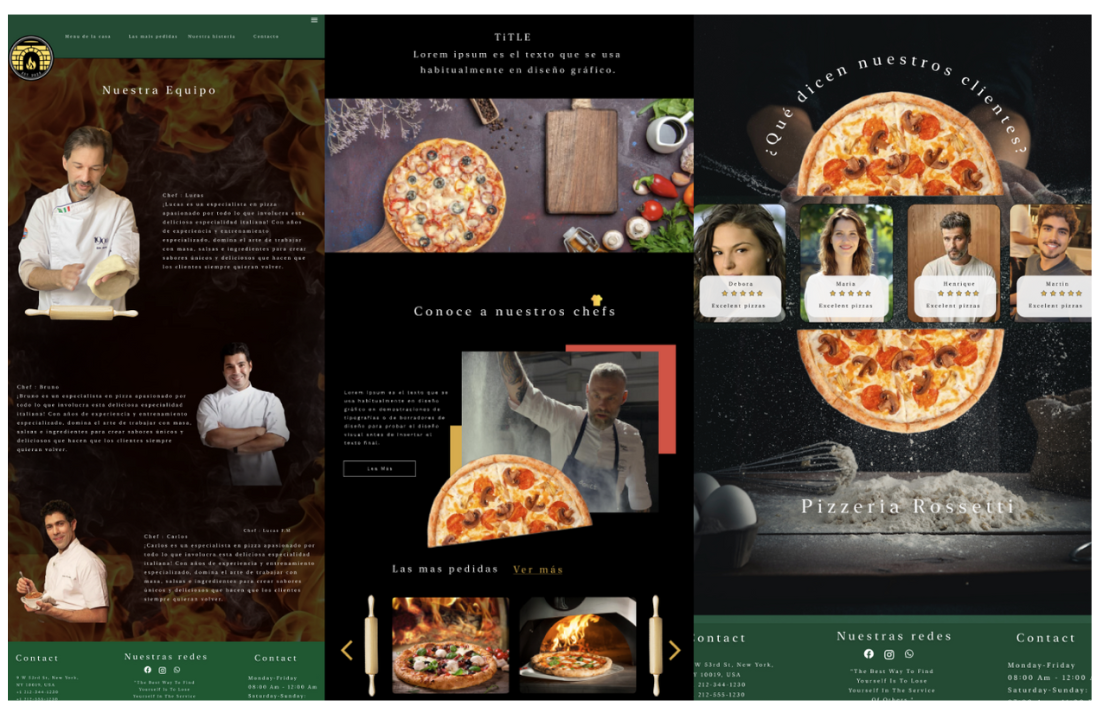 Menu de la casa
Las mais pedidas
Nuestra historia
Contacto
Nuestra Equipo
Chef : Lucas
¡Lucas es un especialista en pizza
apasionado por todo lo que involucra esta
deliciosa especialidad italiana! Con años
de experiencia y entrenamiento
especializado, domina el arte de trabajar
con masa, salsas e ingredientes para crear
sabores únicos y deliciosos que hacen que
los clientes siempre quieran volver.
Chef : Bruno
¡Bruno es un especialista en pizza apasionado por
todo lo que involucra esta deliciosa especialidad
italiana! Con años de experiencia y entrenamiento
especializado, domina el arte de trabajar con masa,
salsas e ingredientes para crear sabores únicos y
deliciosos que hacen que los clientes siempre
quieran volver.
Chef : Carlos
¡Carlos es un especialista en pizza apasionado por
todo lo que involucra esta deliciosa especialidad
italiana! Con años de experiencia y entrenamiento
especializado, domina el arte de trabajar con
masa, salsas e ingredientes para crear sabores
únicos y deliciosos que hacen que los clientes
siempre quieran volver.
Contact
NY 10019, USA
Nuestras redes
"The Best Way To Find
Yourself Is To Lose
Yourself In The Service
Contact
Monday-Friday
08:00 Am - 12:00 Am
Saturday-Sunday:
TiTLE
Lorem ipsum es el texto que se usa
habitualmente en diseño gráfico.
Conoce a nuestros chefs
Lorem ipsum es el texto que se
usa habitualmente en diseño
gráfico en demostraciones de
tipografías o de borradores de
diseño para probar el diseño
visual antes de insertar el
texto final.
Lea Mas
Las mas pedidas
Ver más
¿Qué dicen nuestros clientes?
Debora
Excelent pizzas
Maria
Excelent pizzas
Henrique
Excelent pizzas
Martin
Excelent pizzas
Pizzeria Rossetti
ontact
W 53rd St, New York,
Y 10019, USA
212-344-1230
212-555-1230
Nuestras redes
"The Best Way To Find
Yourself Is To Lose
Yourself In The Service
Of Others."
Contact
Monday-Friday
08:00 Am - 12:00
Saturday-Sunday: